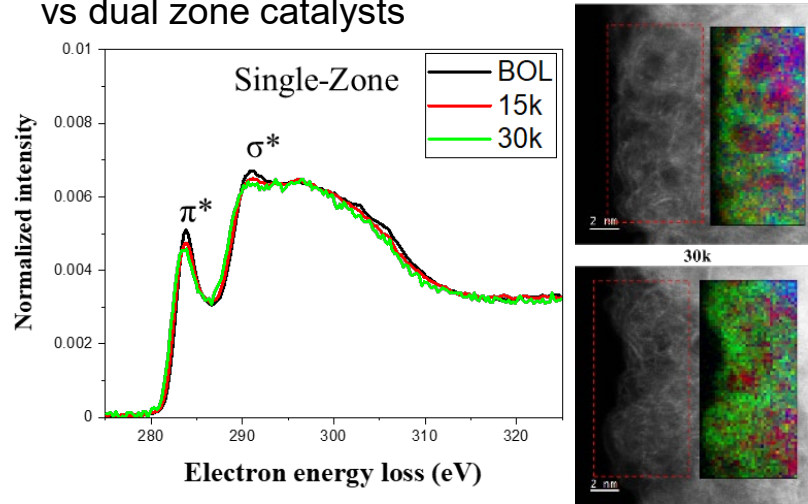 vs dual zone catalysts
0.01
0.008
0.006
0.004
0.002
0
Normalized intensity
Single-Zone
BOL
15k
30k
π*
σ*
280
290
300
310
320
Electron energy loss (eV)
2 nm
30k
2 nm